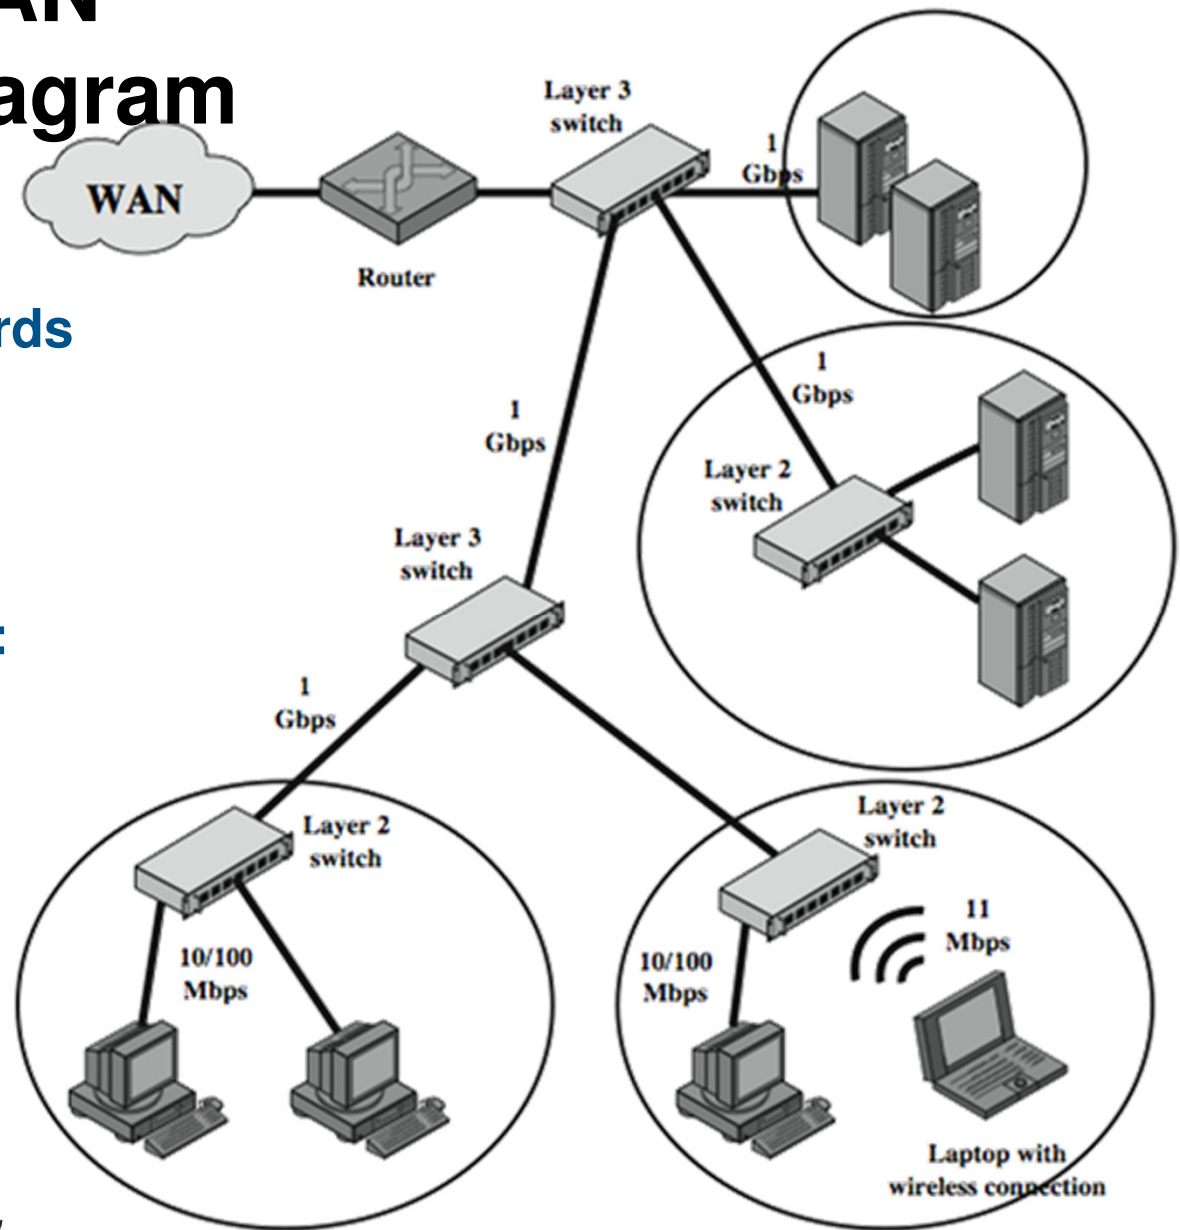 AN
agram
Layer 3
switch
WAN
1
Gbps
Router
rds
1
Gbps
1
Gbps
Layer 2
switch
Layer 3
switch
:
1
Gbps
Layer 2
switch
Layer 2
switch
10/100
Mbps
10/100
Mbps
11
Mbps
Laptop with
wireless connection